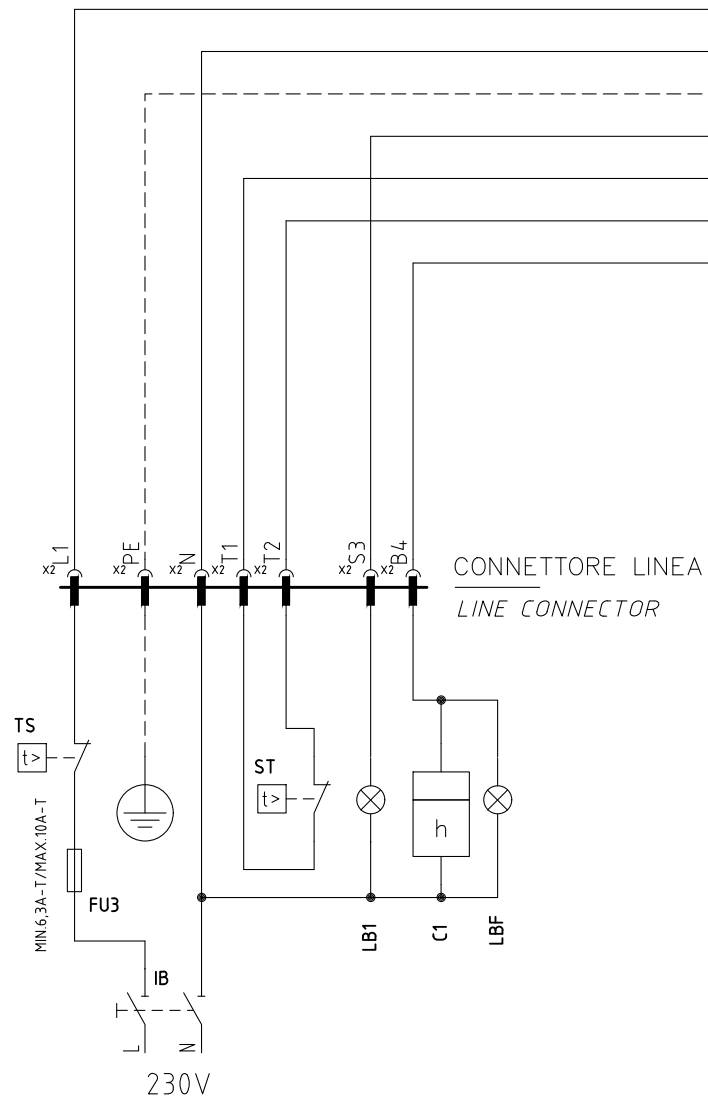 x2 L1
x2 PE
x2 N
x2 T1
x2 T2
x2 S3
x2 B4
CONNETTORE LINEA
LINE CONNECTOR
TS
t>
ST
t>
h
MIN.6,3A-T/MAX.10A-T
FU3
LB1
C1
LBF
IB
L
N
230V